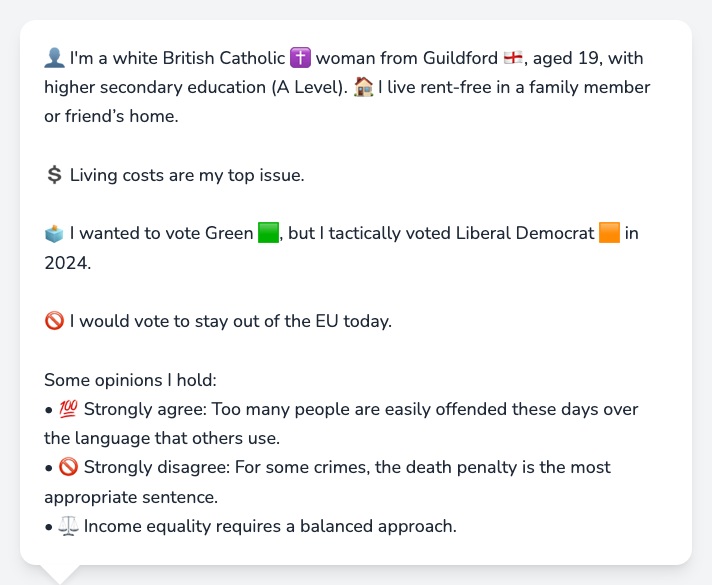 👤 I'm a white British Catholic ✝️ woman from Guildford 🏴󠁧󠁢󠁥󠁮󠁧󠁿, aged 19, with
higher secondary education (A Level). 🏠 I live rent-free in a family member
or friend’s home.
💲 Living costs are my top issue.
🗳️ I wanted to vote Green 🟩, but I tactically voted Liberal Democrat 🟧 in
2024.
🚫 I would vote to stay out of the EU today.
Some opinions I hold:
• 💯 Strongly agree: Too many people are easily offended these days over
the language that others use.
• 🚫 Strongly disagree: For some crimes, the death penalty is the most
appropriate sentence.
• ⚖️ Income equality requires a balanced approach.